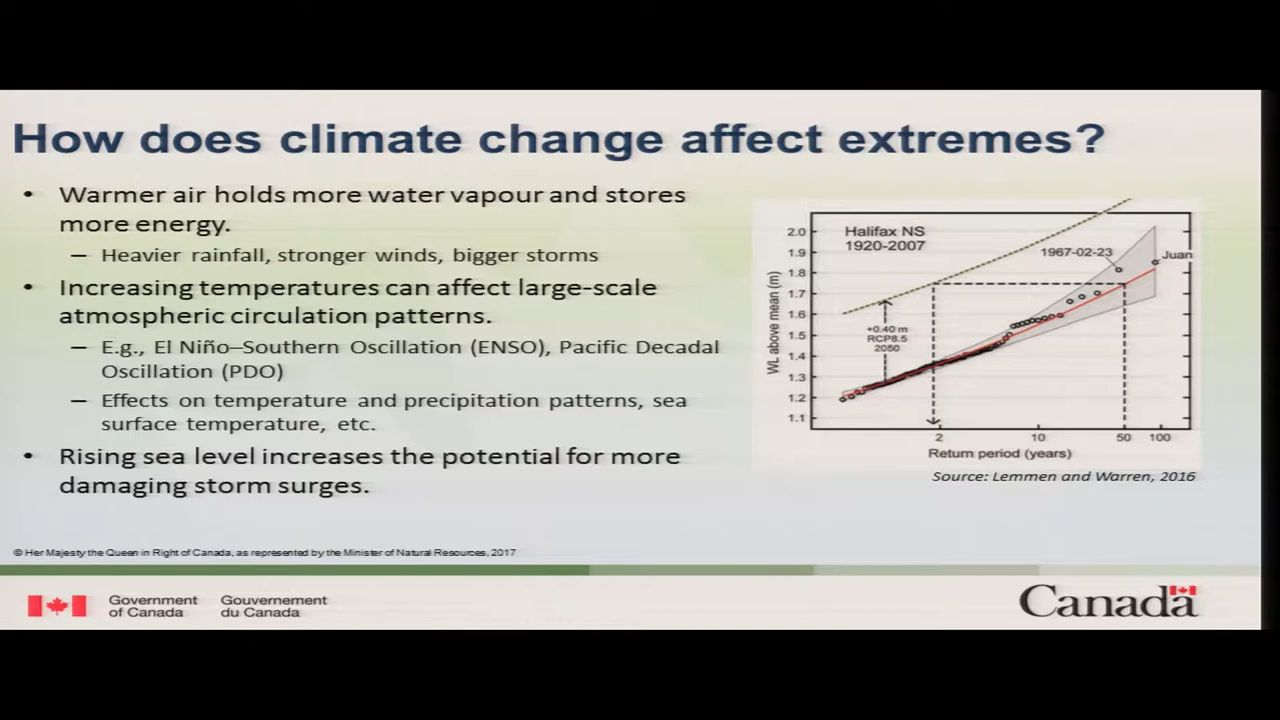 How does climate change affect extremes?
• Warmer air holds more water vapour and stores
more energy.
– Heavier rainfall, stronger winds, bigger storms
• Increasing temperatures can affect large-scale
atmospheric circulation patterns.
– E.g., El Niño–Southern Oscillation (ENSO), Pacific Decadal
Oscillation (PDO)
– Effects on temperature and precipitation patterns, sea
surface temperature, etc.
• Rising sea level increases the potential for more
damaging storm surges.
Halifax NS
1920-2007
1967-02-23
Juan
+0.40 m
RCP8.5
2050
WL above mean (m)
2.0
1.9
1.8
1.7
1.6
1.5
1.4
1.3
1.2
1.1
2 10 50 100
Return period (years)
Source: Lemmen and Warren, 2016
© Her Majesty the Queen in Right of Canada, as represented by the Minister of Natural Resources, 2017
Government
of Canada
Gouvernement
du Canada
Canada